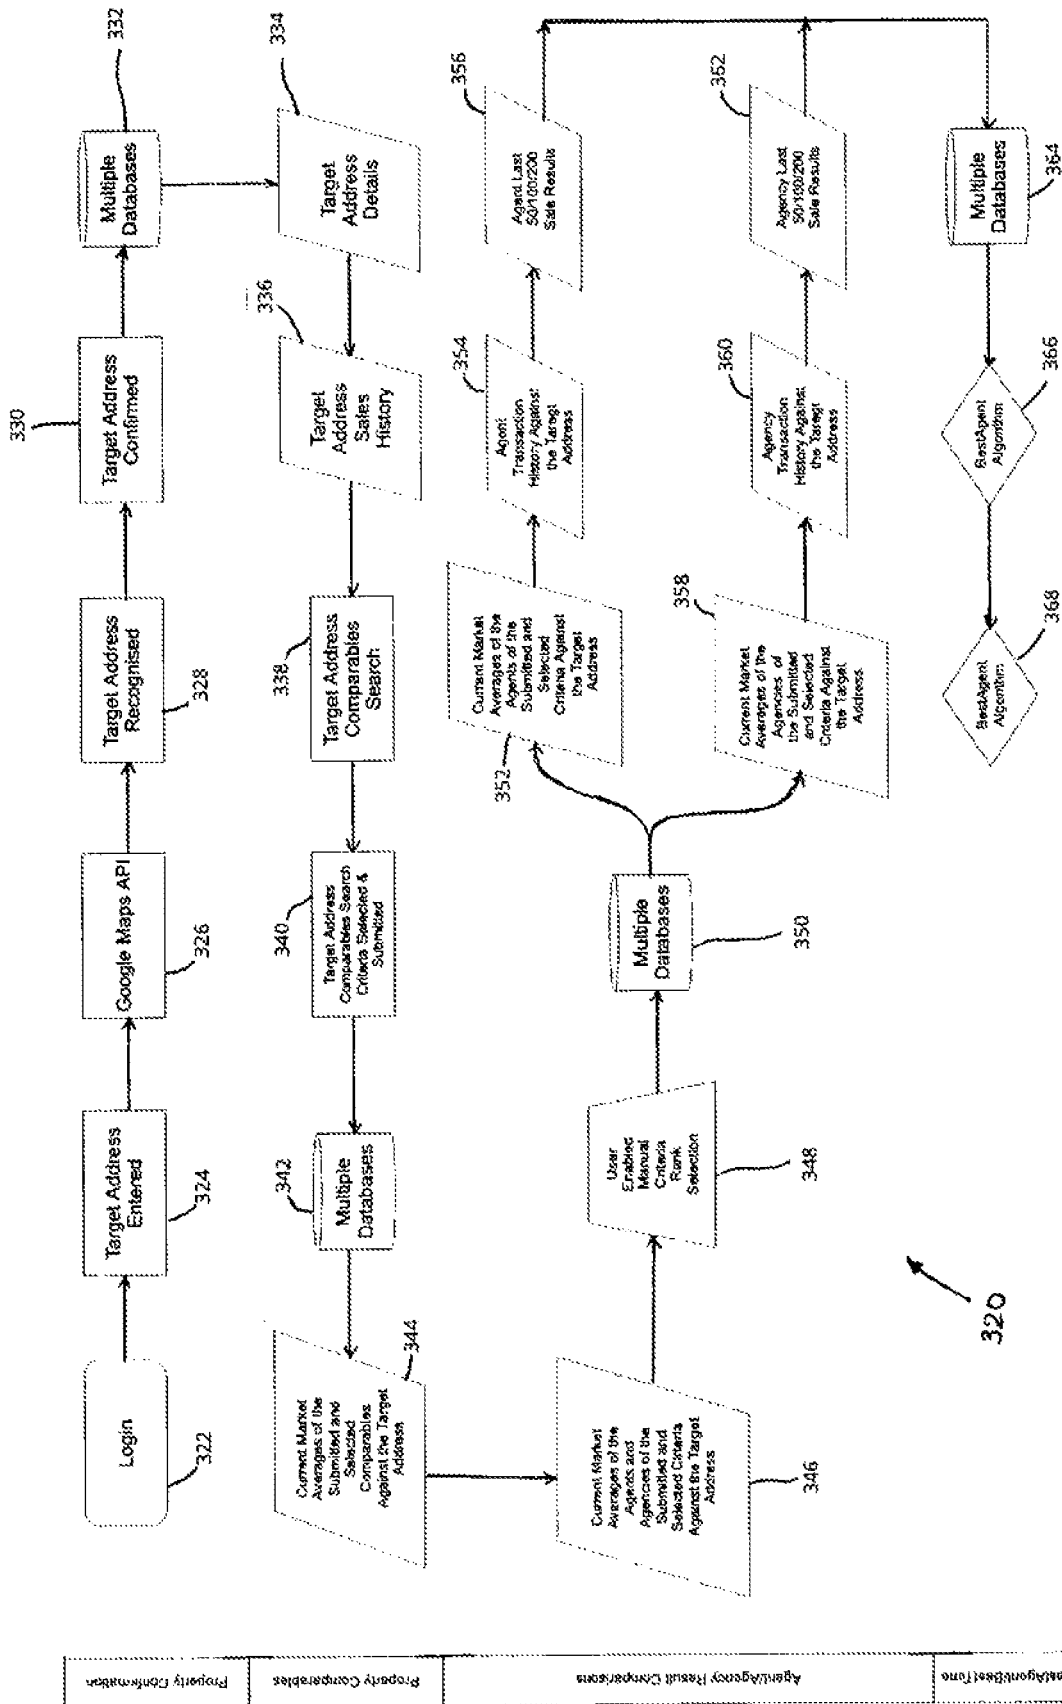 Property Confirmation
Login
322
Target Address
Entered
324
Google Maps API
326
Target Address
Recognised
328
Target Address
Confirmed
330
Multiple
Databases
332
Property Comparables
Target
Address
Details
334
Target
Address
Sales
History
336
Target Address
Comparables
Search
338
Target Address
Comparables Search
Criteria Selected &
Submitted
340
Multiple
Databases
342
Current Market
Averages of the
Submitted and
Selected
Comparables
Against the Target
Address
344
Agent/Agency Result Comparisons
Current Market
Averages of the
Agents and
Agencies of the
Submitted and
Selected Criteria
Against the Target
Address
346
User
Enabled
Manual
Criteria
Rank
Selection
348
Multiple
Databases
350
Current Market
Averages of the
Agents of the
Submitted and
Selected
Criteria Against
the Target
Address
352
Agent
Transaction
History Against
the Taregt
Address
354
Agent Last
50/100/200
Sale Results
356
Current Market
Averages of the
Agencies of
the Submitted
and Selected
Criteria Against
the Target
Address
358
Agency
Transaction
History Against
the Taregt
Address
360
Agency Last
50/100/200
Sale Results
362
Multiple
Databases
364
BestAgent
Algorithm
366
BestAgent
Algorithm
368
320